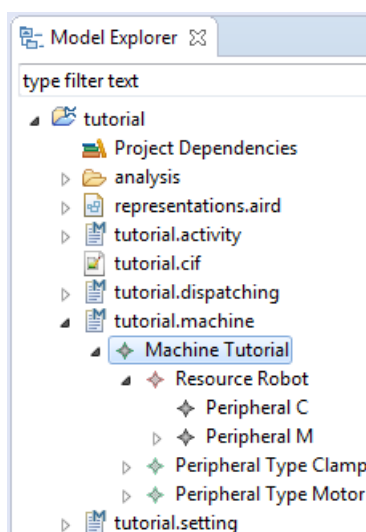 Model Explorer
type filter text
tutorial
Project Dependencies
analysis
representations.aird
tutorial.activity
tutorial.cif
tutorial.dispatching
tutorial.machine
Machine Tutorial
Resource Robot
Peripheral C
Peripheral M
Peripheral Type Clamp
Peripheral Type Motor
tutorial.setting